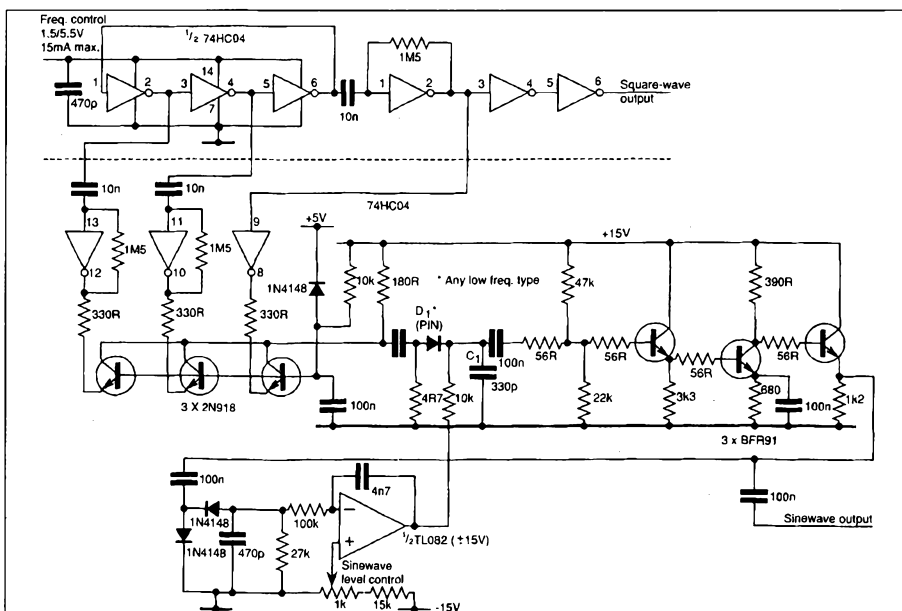 Freq. control
1.5/5.5V
15mA max.
1/2 74HC04
1M5
14
1
2
3
4
5
6
1
2
3
4
5
6
Square-wave
output
470p
7
10n
10n
10n
74HC04
+5V
13
11
9
1M5
1M5
+15V
12
10
8
1N4148
10k
180R
* Any low freq. type
47k
390R
330R
330R
330R
D1*
(PIN)
C1
100n
56R
56R
56R
56R
330p
3 X 2N918
100n
4R7
10k
22k
3k3
680
100n
1k2
3 x BFR91
100n
4n7
100n
1N4148
100k
1N4148
470p
27k
1/2TL082 (±15V)
Sinewave output
Sinewave
level control
1k
15k
-15V